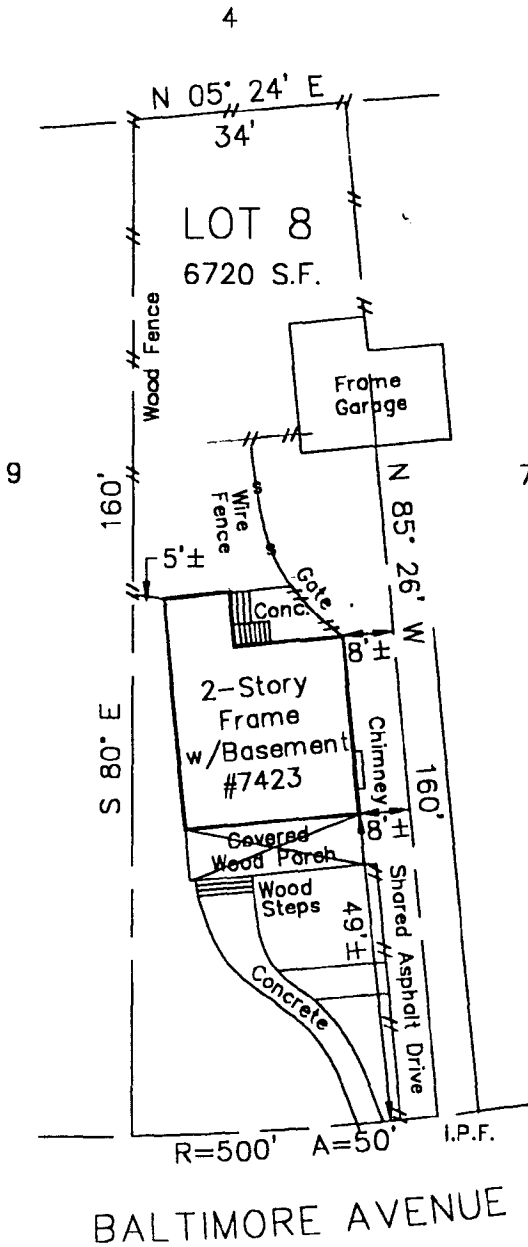 4
N 05° 24' E
34'
LOT 8
6720 S.F.
Wood Fence
Frame
Garage
9
7
160'
Wire
Fence
N 85° 26' W
5'±
Gate
Conc.
8'±
2-Story
Frame
w/Basement
#7423
S 80° E
Chimney
160'
8'±
Covered
Wood Porch
Wood
Steps
49'±
Shared Asphalt Drive
Concrete
R=500' A=50'
I.P.F.
BALTIMORE AVENUE